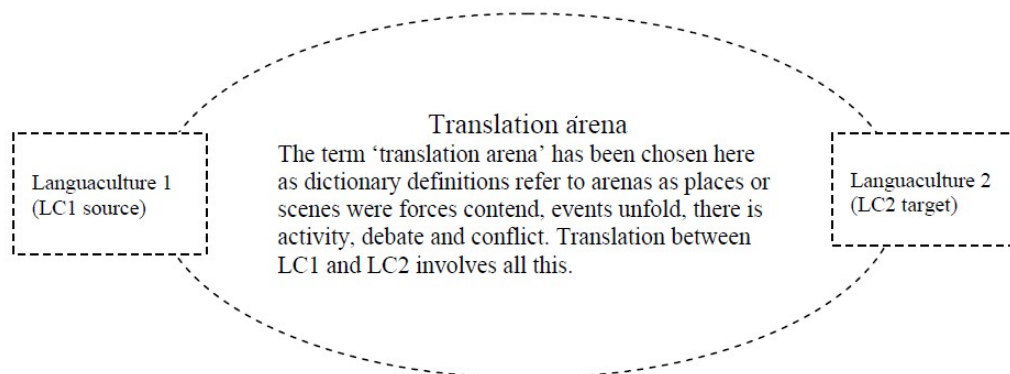 Translation arena
The term ‘translation arena’ has been chosen here
as dictionary definitions refer to arenas as places or
scenes were forces contend, events unfold, there is
activity, debate and conflict. Translation between
LC1 and LC2 involves all this.
Languaculture 1
(LC1 source)
Languaculture 2
(LC2 target)